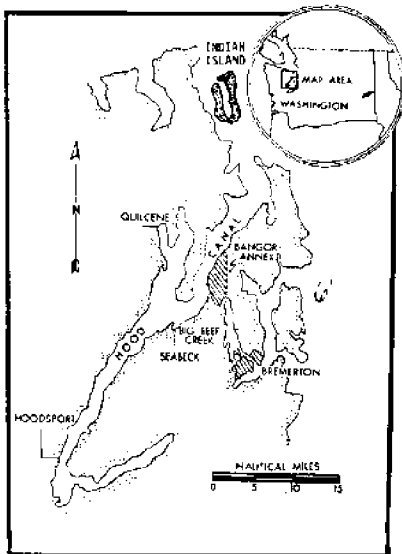 INDIAN
ISLAND
MAP AREA
WASHINGTON
N
QUILCENE
CANAL
BANGOR
ANNEX
BIG BEEF
CREEK
HOOD
SEABECK
BREMERTON
HOODSPORT
NAUTICAL MILES
0 5 10 15